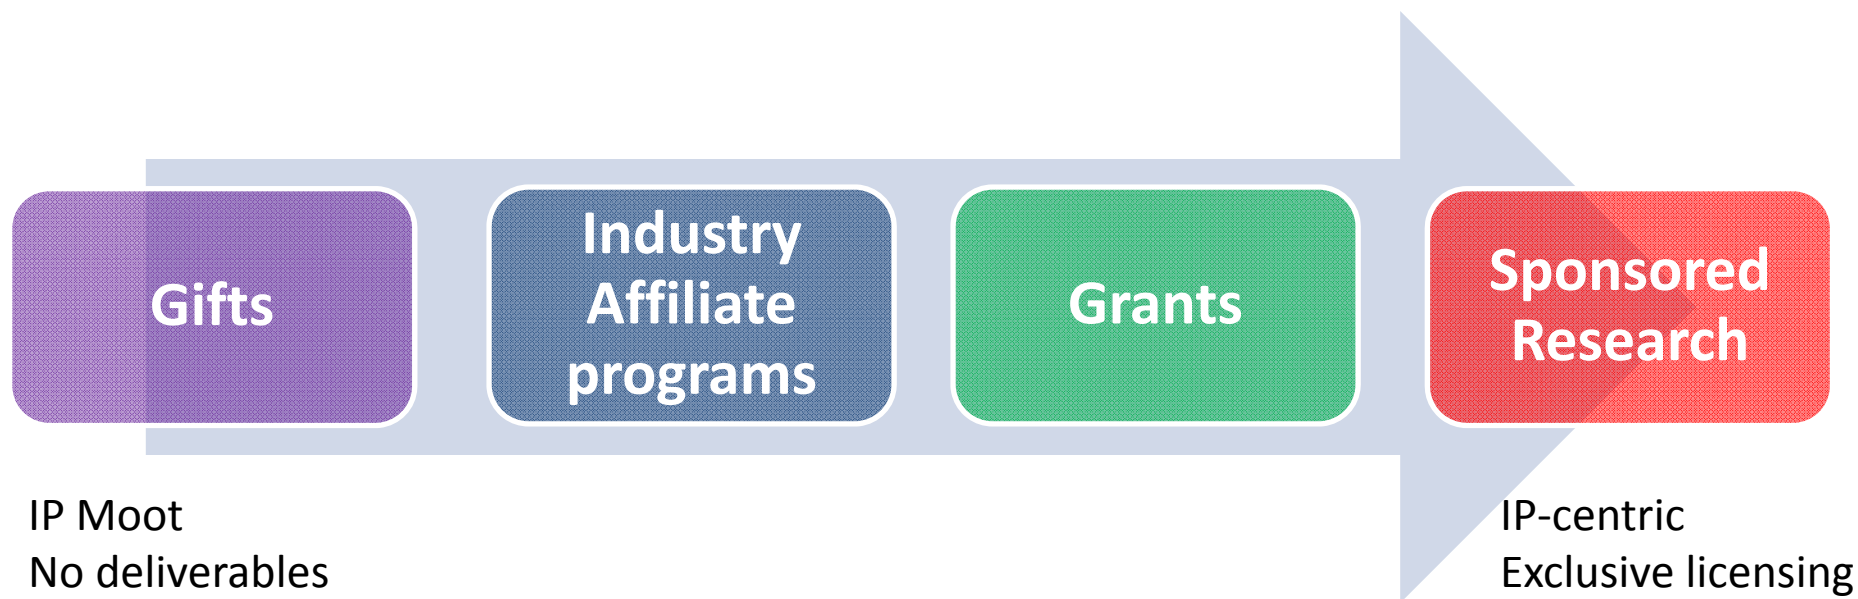 Gifts
Industry
Affiliate
programs
Grants
Sponsored
Research
IP Moot
No deliverables
IP-centric
Exclusive licensing